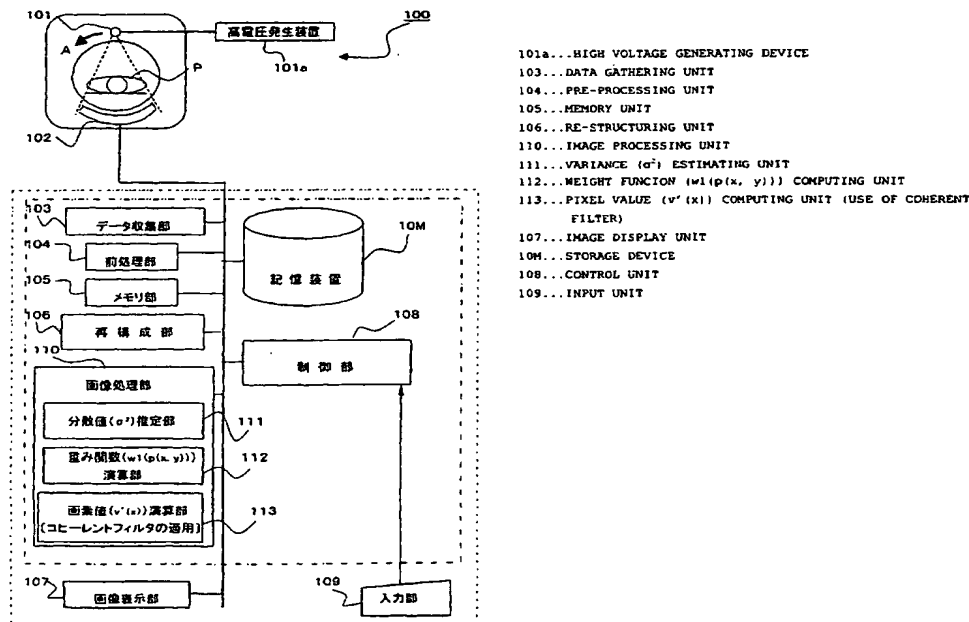 101
100
高電圧発生装置
A
101a
P
102
103
データ収集部
10M
104
前処理部
記憶装置
105
メモリ部
106
再構成部
108
制御部
110
画像処理部
分散値(σ²)推定部
111
重み関数(w1(p(x, y)))
演算部
112
画素値(v'(x))演算部
[コヒーレントフィルタの適用]
113
107
画像表示部
109
入力部
101a...HIGH VOLTAGE GENERATING DEVICE
103...DATA GATHERING UNIT
104...PRE-PROCESSING UNIT
105...MEMORY UNIT
106...RE-STRUCTURING UNIT
110...IMAGE PROCESSING UNIT
111...VARIANCE (σ²) ESTIMATING UNIT
112...WEIGHT FUNCION (w1(p(x, y))) COMPUTING UNIT
113...PIXEL VALUE (v'(x)) COMPUTING UNIT (USE OF COHERENT
FILTER)
107...IMAGE DISPLAY UNIT
10M...STORAGE DEVICE
108...CONTROL UNIT
109...INPUT UNIT